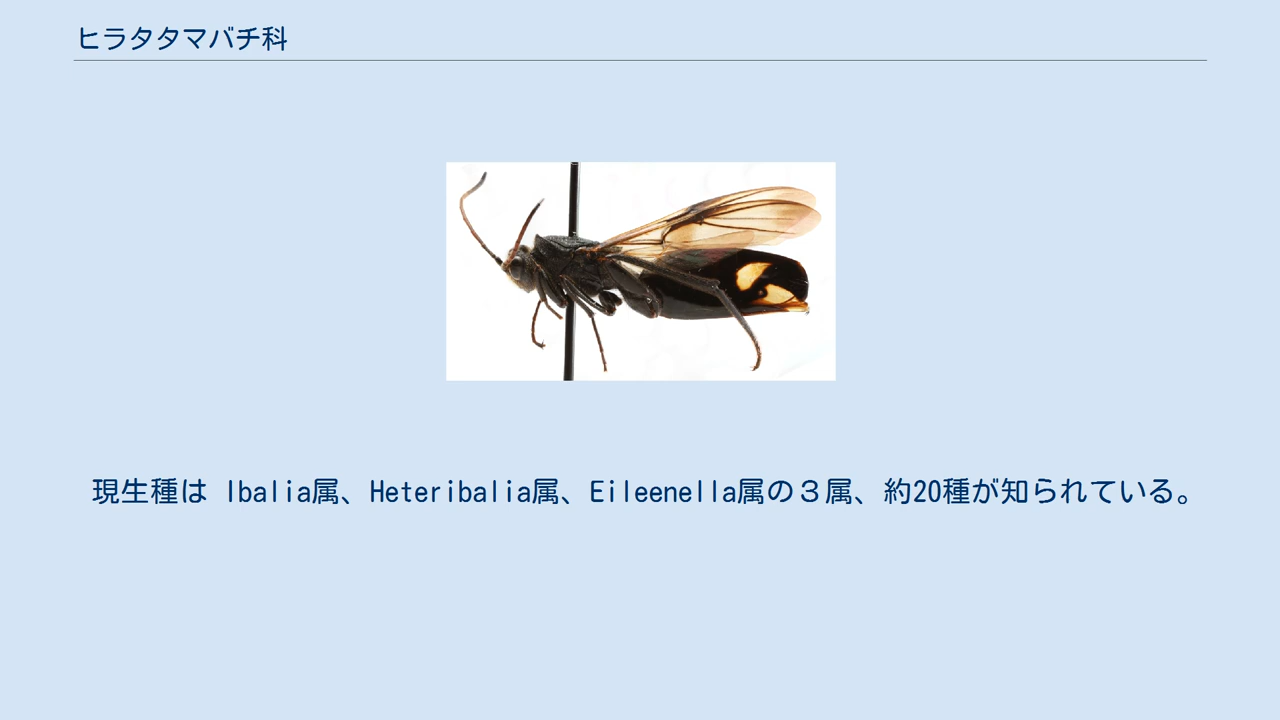 ヒラタタマバチ科
現生種は Ibalia属、Heteribalia属、Eileenella属の３属、約20種が知られている。